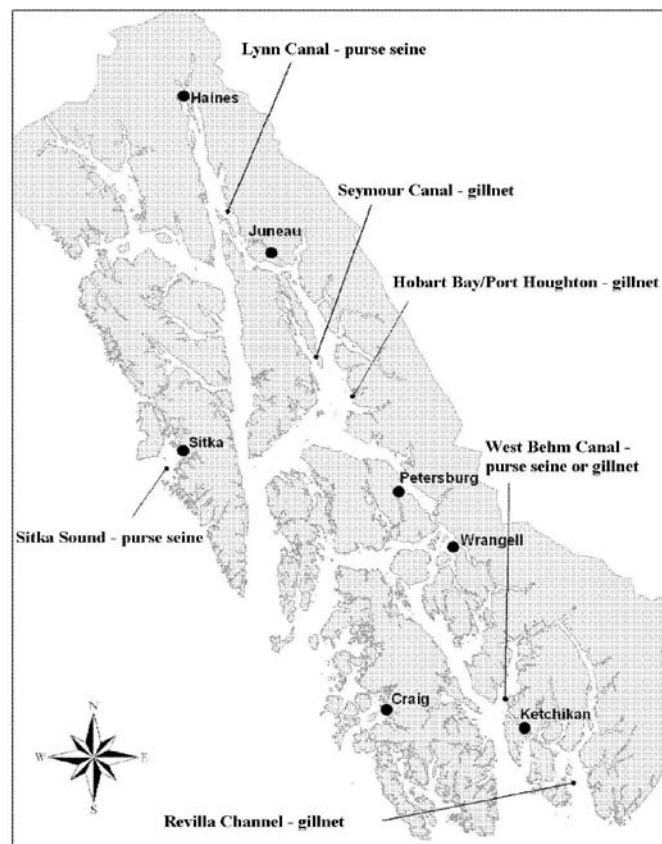 Lynn Canal - purse seine
Haines
Seymour Canal - gillnet
Juneau
Hobart Bay/Port Houghton - gillnet
Sitka
West Behm Canal -
purse seine or gillnet
Petersburg
Sitka Sound - purse seine
Wrangell
Craig
Ketchikan
N
W
E
S
Revilla Channel - gillnet